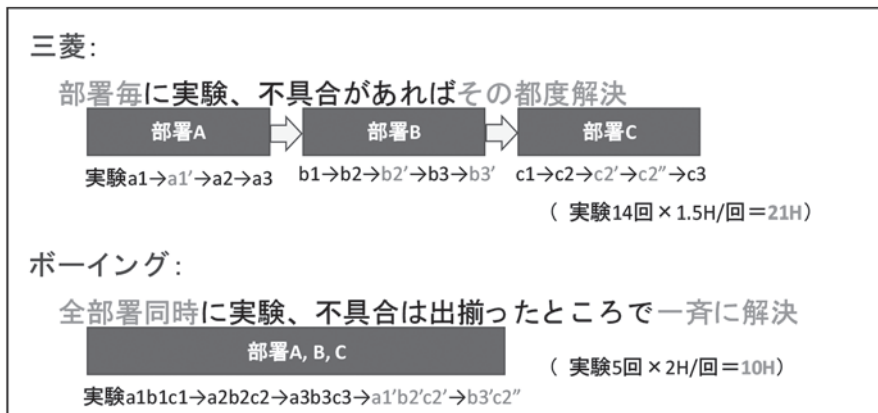 三菱:
部署毎に実験、不具合があればその都度解決
部署A
部署B
部署C
実験a1→a1’→a2→a3
b1→b2→b2’→b3→b3’
c1→c2→c2’→c2”→c3
( 実験14回×1.5H/回=21H)
ボーイング:
全部署同時に実験、不具合は出揃ったところで一斉に解決
部署A, B, C
( 実験5回×2H/回=10H)
実験a1b1c1→a2b2c2→a3b3c3→a1'b2'c2’→b3'c2”